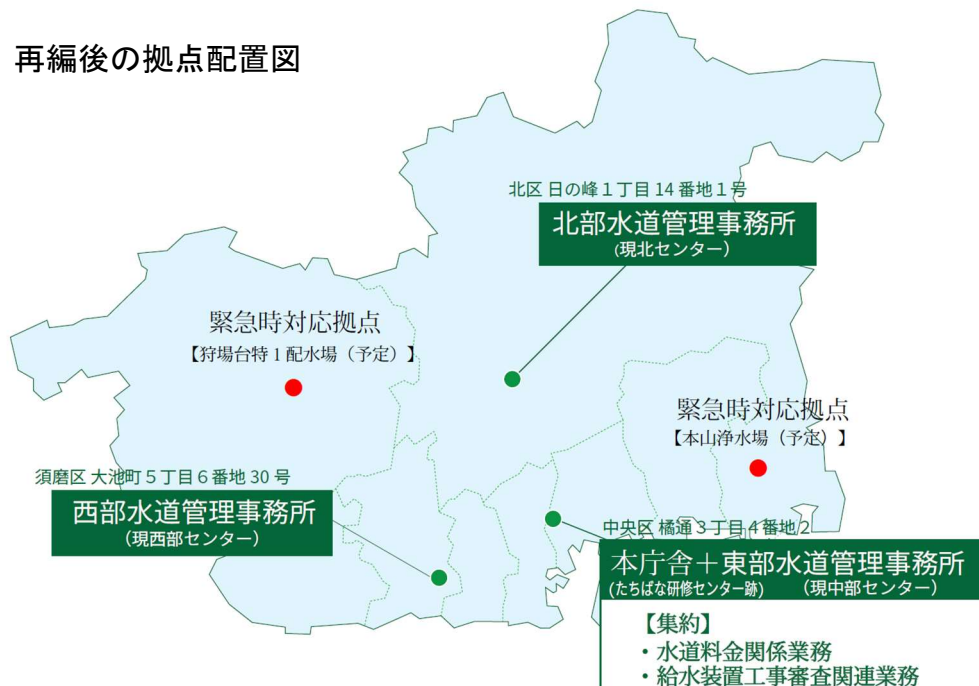 再編後の拠点配置図
北区 日の峰１丁目 14 番地１号
北部水道管理事務所
(現北センター)
緊急時対応拠点
【狩場台特１配水場（予定）】
緊急時対応拠点
【本山浄水場（予定）】
須磨区 大池町５丁目６番地 30 号
西部水道管理事務所
(現西部センター)
中央区 橘通３丁目４番地２
本庁舎＋東部水道管理事務所
(たちばな研修センター跡) (現中部センター)
【集約】
・水道料金関係業務
・給水装置工事審査関連業務